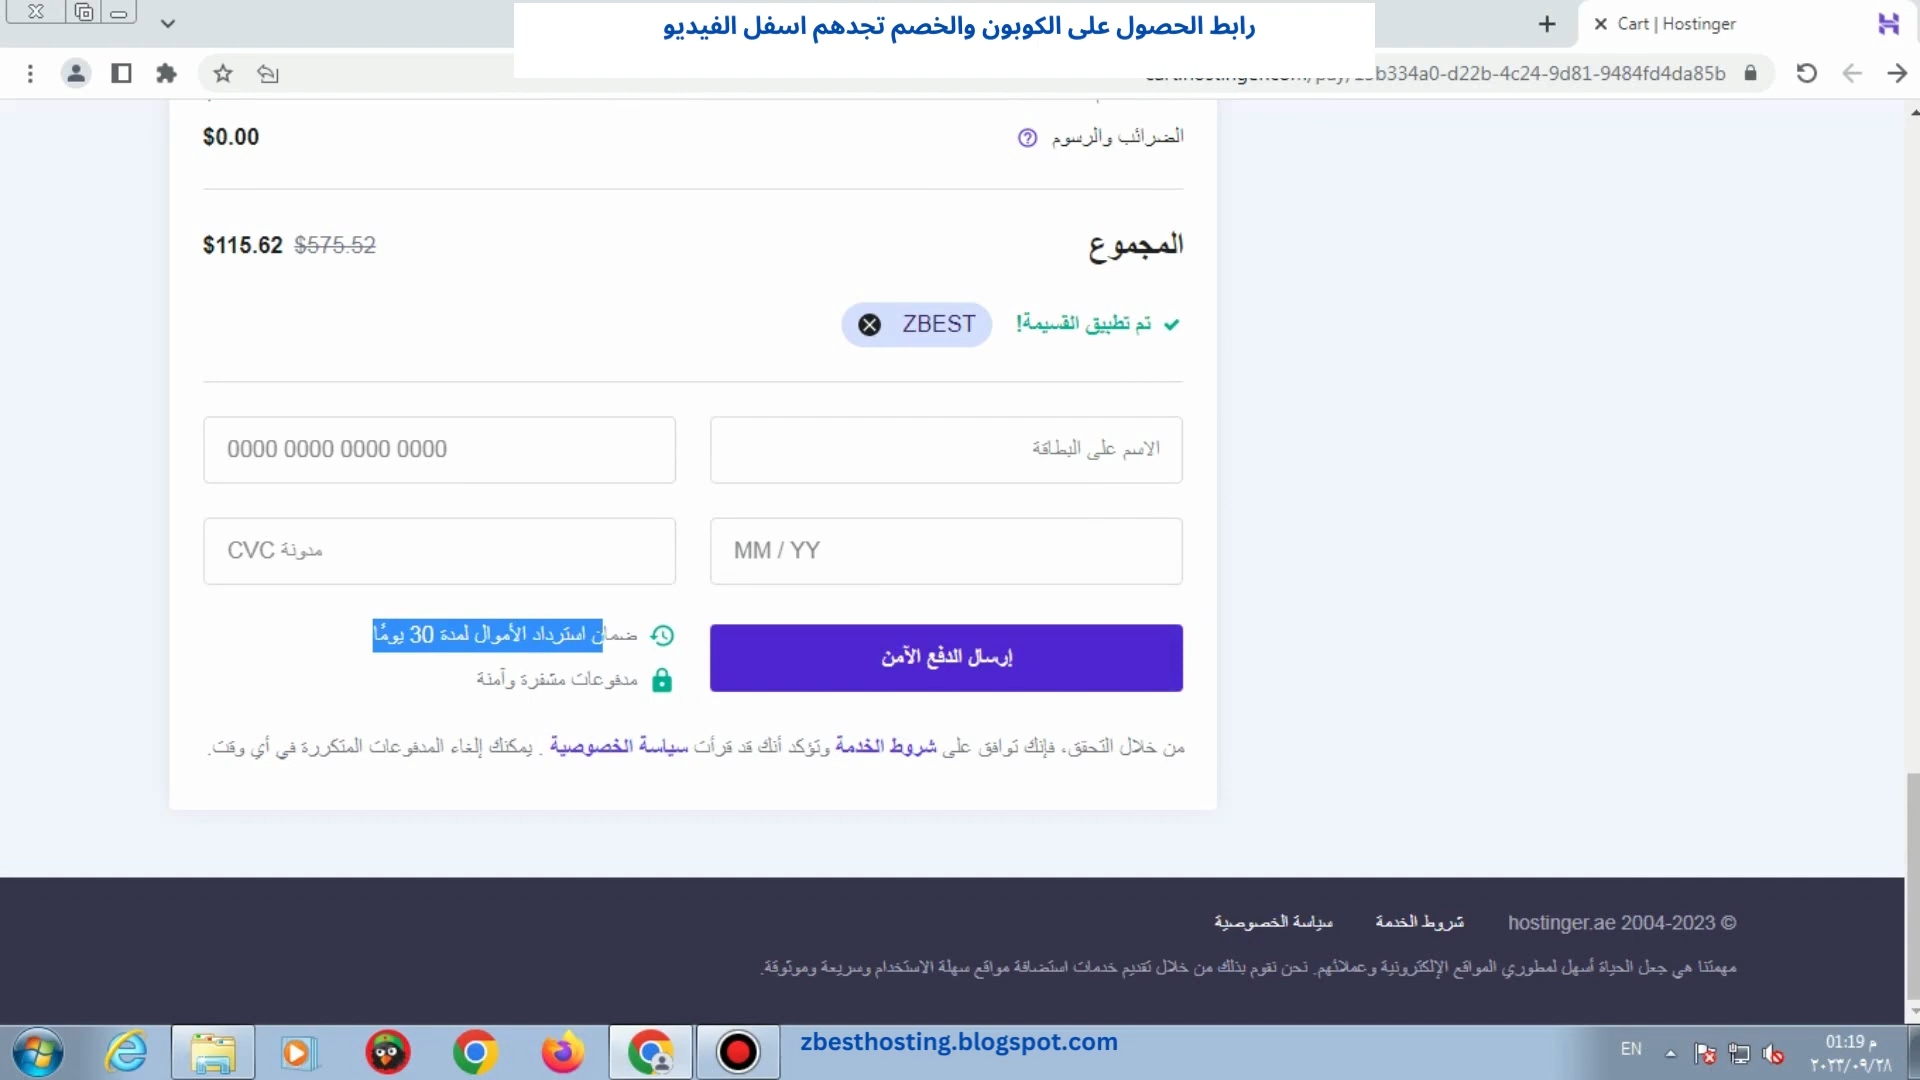 رابط الحصول على الكوبون والخصم تجدهم اسفل الفيديو
Cart | Hostinger
b334a0-d22b-4c24-9d81-9484fd4da85b
الضرائب والرسوم
$0.00
المجموع
$575.52 $115.62
تم تطبيق القسيمة!
ZBEST
الاسم على البطاقة
0000 0000 0000 0000
MM / YY
مدونة CVC
إرسال الدفع الآمن
ضمان استرداد الأموال لمدة 30 يومًا
مدفوعات مشفرة وآمنة
من خلال التحقق، فإنك توافق على شروط الخدمة وتؤكد أنك قد قرأت سياسة الخصوصية . يمكنك إلغاء المدفوعات المتكررة في أي وقت.
© hostinger.ae 2004-2023
شروط الخدمة
سياسة الخصوصية
مهمتنا هي جعل الحياة أسهل لمطوري المواقع الإلكترونية وعملائهم. نحن نقوم بذلك من خلال تقديم خدمات استضافة مواقع سهلة الاستخدام وسريعة وموثوقة.
zbesthosting.blogspot.com
EN
01:19 م
٢٠٢٣/٠٩/٢٨